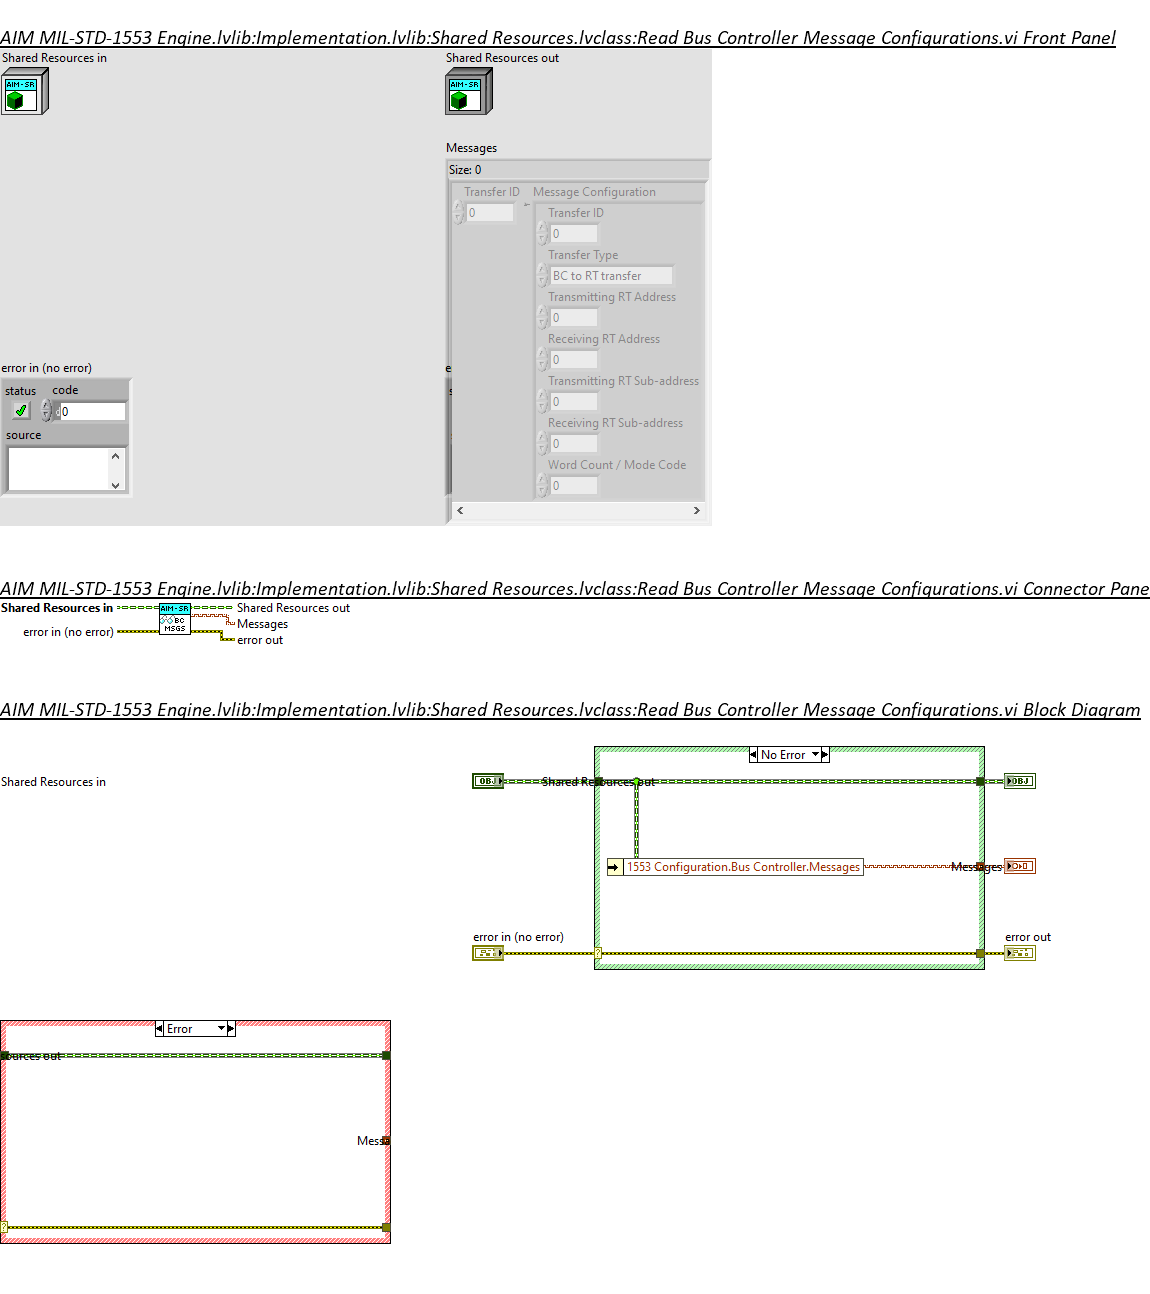 AIM MIL-STD-1553 Engine.lvlib:Implementation.lvlib:Shared Resources.lvclass:Read Bus Controller Message Configurations.vi Front Panel
Shared Resources in
Shared Resources out
AIM-SR
AIM-SR
Messages
Size: 0
Transfer ID
Message Configuration
0
Transfer ID
0
Transfer Type
BC to RT transfer
Transmitting RT Address
0
Receiving RT Address
0
error in (no error)
e
Transmitting RT Sub-address
status
code
0
0
Receiving RT Sub-address
source
0
Word Count / Mode Code
0
AIM MIL-STD-1553 Engine.lvlib:Implementation.lvlib:Shared Resources.lvclass:Read Bus Controller Message Configurations.vi Connector Pane
Shared Resources in
AIM-SR
Shared Resources out
BC
Messages
MSGS
error in (no error)
error out
AIM MIL-STD-1553 Engine.lvlib:Implementation.lvlib:Shared Resources.lvclass:Read Bus Controller Message Configurations.vi Block Diagram
No Error
Shared Resources in
OBJ
Shared Resources out
OBJ
1553 Configuration.Bus Controller.Messages
Messages
error in (no error)
error out
?
Error
ources out
Mess
?